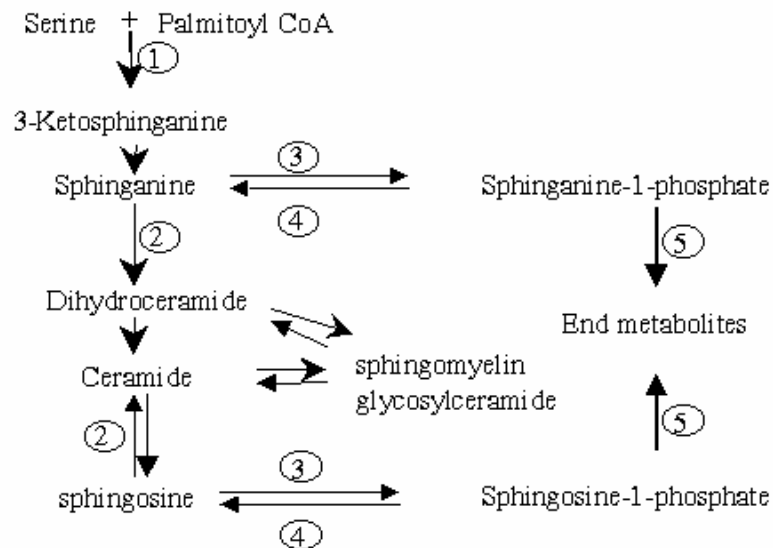 Serine + Palmitoyl CoA
1
3-Ketosphinganine
3
Sphinganine
Sphinganine-1-phosphate
4
2
5
Dihydroceramide
End metabolites
Ceramide
sphingomyelin
glycosylceramide
2
5
3
sphingosine
Sphingosine-1-phosphate
4